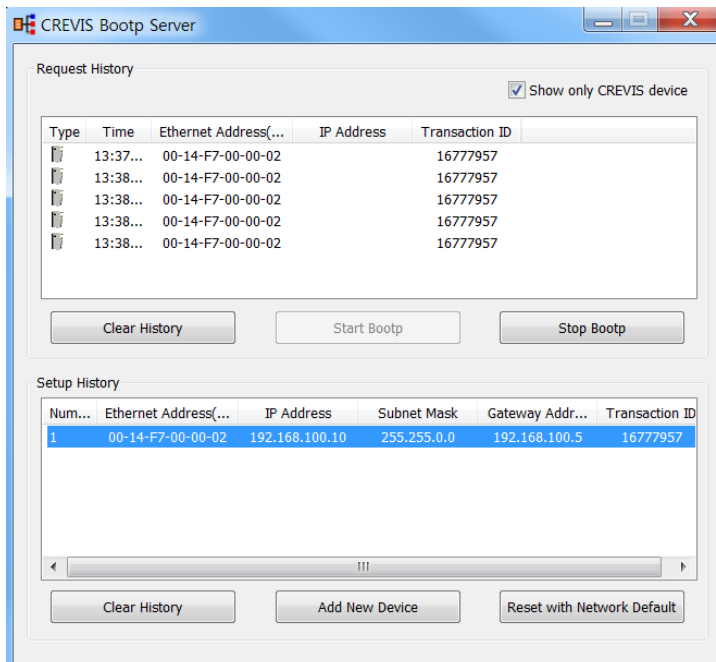 CREVIS Bootp Server
Request History
Show only CREVIS device
Type Time Ethernet Address(... IP Address Transaction ID
13:37... 00-14-F7-00-00-02 16777957
13:38... 00-14-F7-00-00-02 16777957
13:38... 00-14-F7-00-00-02 16777957
13:38... 00-14-F7-00-00-02 16777957
13:38... 00-14-F7-00-00-02 16777957
Clear History Start Bootp Stop Bootp
Setup History
Num... Ethernet Address(... IP Address Subnet Mask Gateway Addr... Transaction ID
1 00-14-F7-00-00-02 192.168.100.10 255.255.0.0 192.168.100.5 16777957
Clear History Add New Device Reset with Network Default